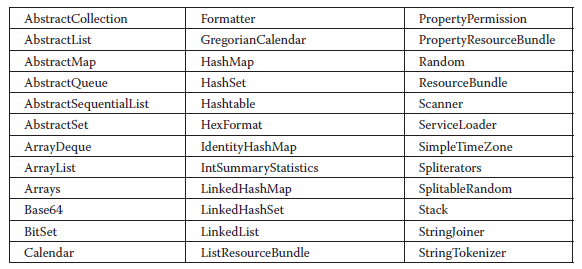 AbstractCollection Formatter PropertyPermission
AbstractList GregorianCalendar PropertyResourceBundle
AbstractMap HashMap Random
AbstractQueue HashSet ResourceBundle
AbstractSequentialList Hashtable Scanner
AbstractSet HexFormat ServiceLoader
ArrayDeque IdentityHashMap SimpleTimeZone
ArrayList IntSummaryStatistics Spliterators
Arrays LinkedHashMap SplitableRandom
Base64 LinkedHashSet Stack
BitSet LinkedList StringJoiner
Calendar ListResourceBundle StringTokenizer